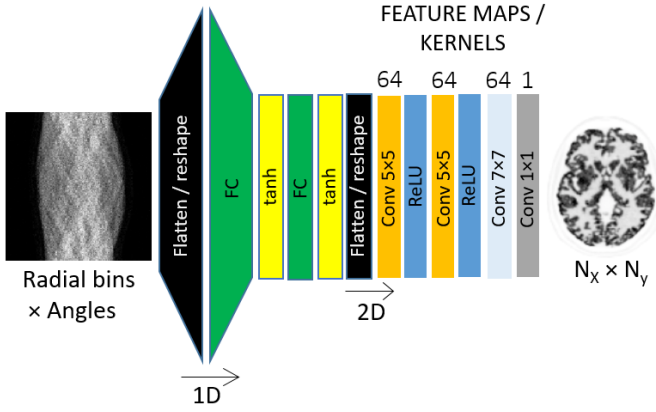 FEATURE MAPS /
KERNELS
64
64
64
1
Flatten / reshape
FC
tanh
FC
tanh
Flatten / reshape
Conv 5×5
ReLU
Conv 5×5
ReLU
Conv 7×7
Conv 1×1
Radial bins
× Angles
N_X × N_y
2D
1D